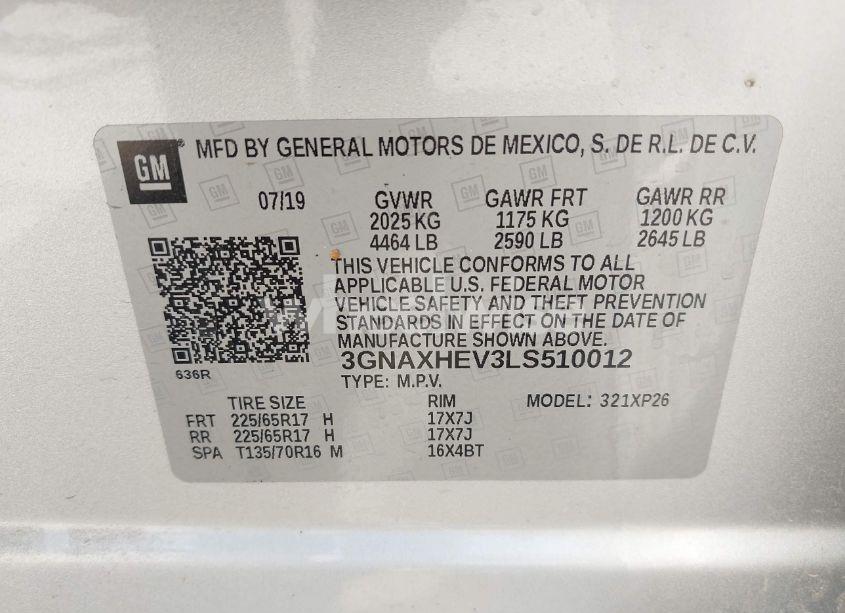 GM MFD BY GENERAL MOTORS DE MEXICO, S. DE R.L. DE C.V.
07/19 GVWR GAWR FRT GAWR RR
2025 KG 1175 KG 1200 KG
4464 LB 2590 LB 2645 LB
THIS VEHICLE CONFORMS TO ALL
APPLICABLE U.S. FEDERAL MOTOR
VEHICLE SAFETY AND THEFT PREVENTION
STANDARDS IN EFFECT ON THE DATE OF
MANUFACTURE SHOWN ABOVE.
3GNAXHEV3LS510012
636R
TYPE: M.P.V.
TIRE SIZE RIM MODEL: 321XP26
FRT 225/65R17 H 17X7J
RR 225/65R17 H 17X7J
SPA T135/70R16 M 16X4BT